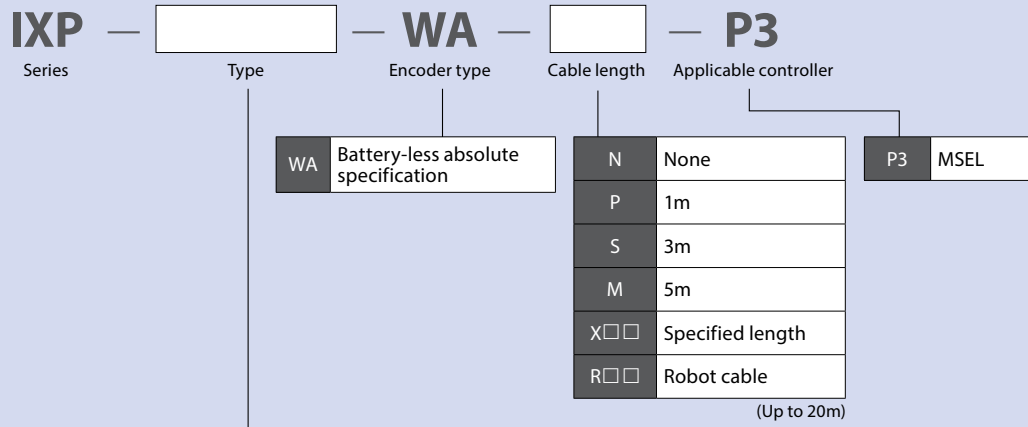 IXP — — WA — — P3
Series Type Encoder type Cable length Applicable controller
WA Battery-less absolute
specification
N None
P 1m
S 3m
M 5m
X□□ Specified length
R□□ Robot cable
(Up to 20m)
P3 MSEL